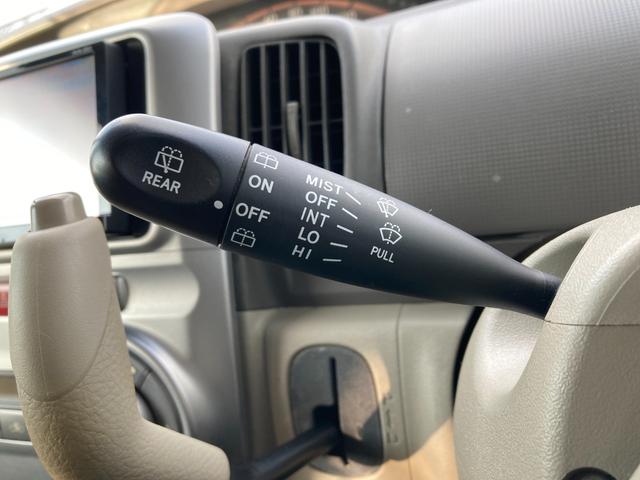 REAR
ON
OFF
MIST
OFF
INT
LO
HI
PULL